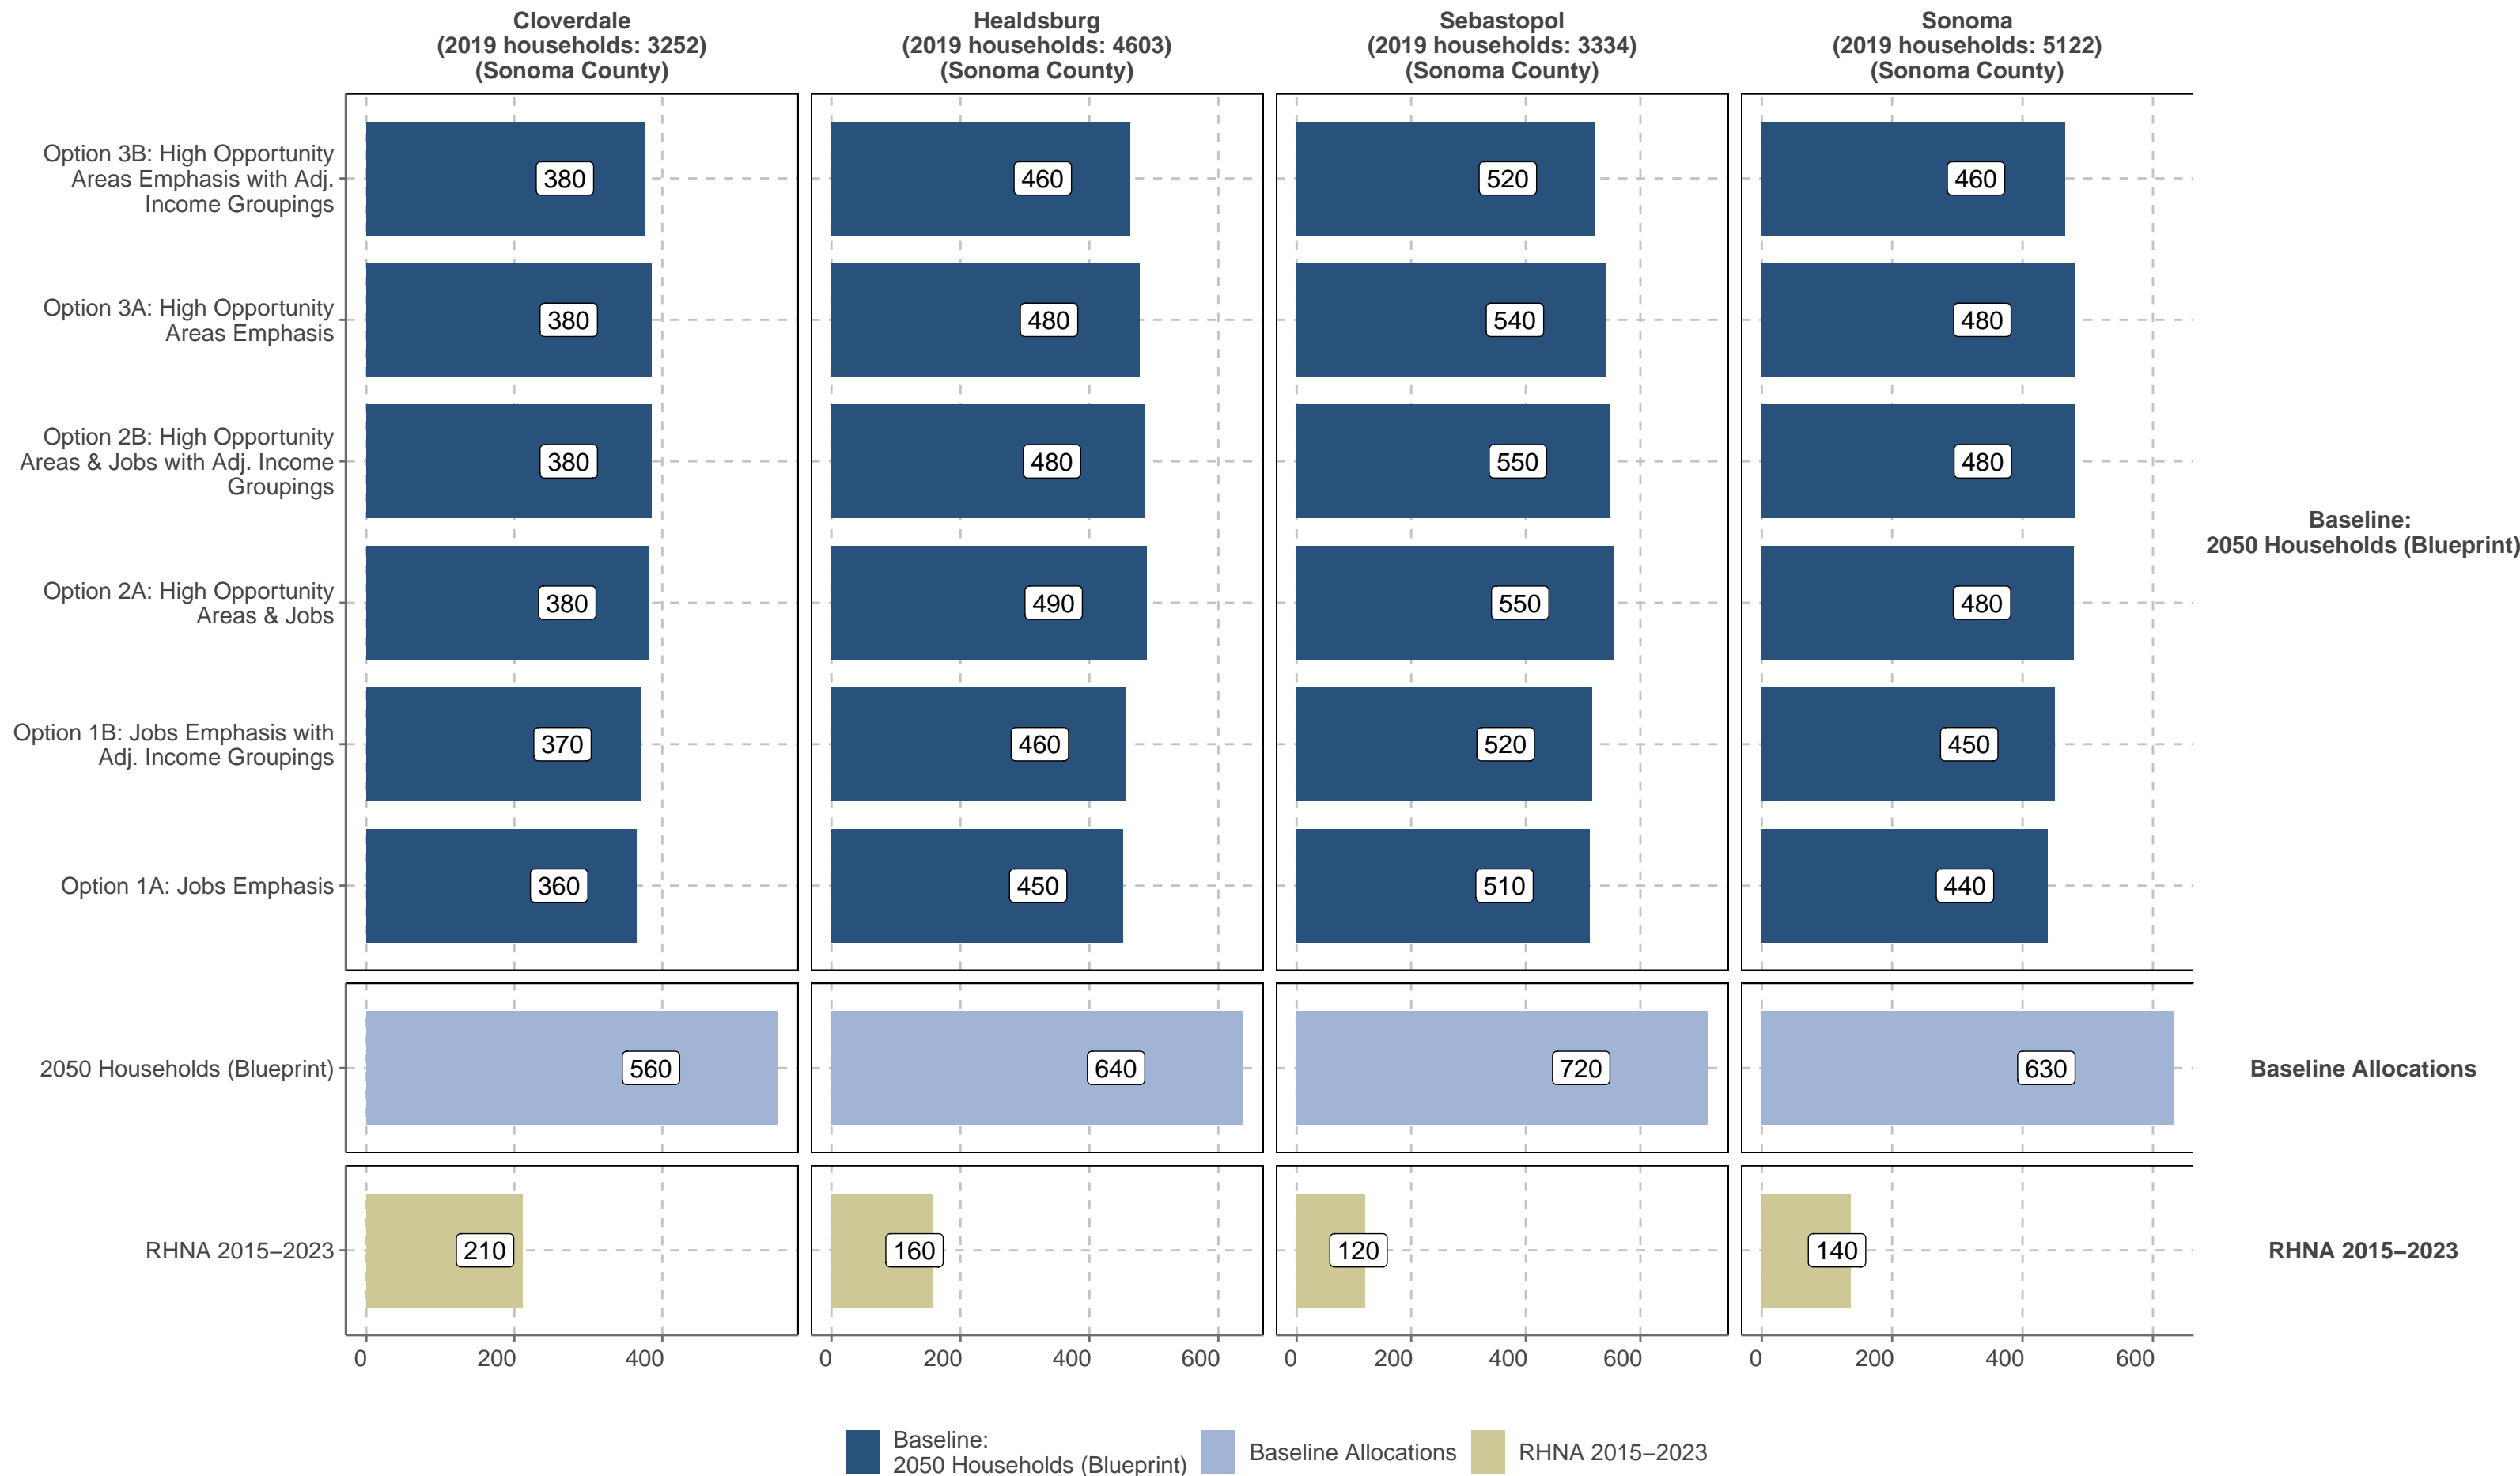 Cloverdale
(2019 households: 3252)
(Sonoma County)
Healdsburg
(2019 households: 4603)
(Sonoma County)
Sebastopol
(2019 households: 3334)
(Sonoma County)
Sonoma
(2019 households: 5122)
(Sonoma County)
Option 3B: High Opportunity
Areas Emphasis with Adj.
Income Groupings
380
460
520
460
Option 3A: High Opportunity
Areas Emphasis
380
480
540
480
Option 2B: High Opportunity
Areas & Jobs with Adj. Income
Groupings
380
480
550
480
Baseline:
2050 Households (Blueprint)
Option 2A: High Opportunity
Areas & Jobs
380
490
550
480
Option 1B: Jobs Emphasis with
Adj. Income Groupings
370
460
520
450
Option 1A: Jobs Emphasis
360
450
510
440
2050 Households (Blueprint)
560
640
720
630
Baseline Allocations
RHNA 2015−2023
210
160
120
140
RHNA 2015−2023
0 200 400
0 200 400 600
0 200 400 600
0 200 400 600
Baseline:
2050 Households (Blueprint)
Baseline Allocations
RHNA 2015−2023